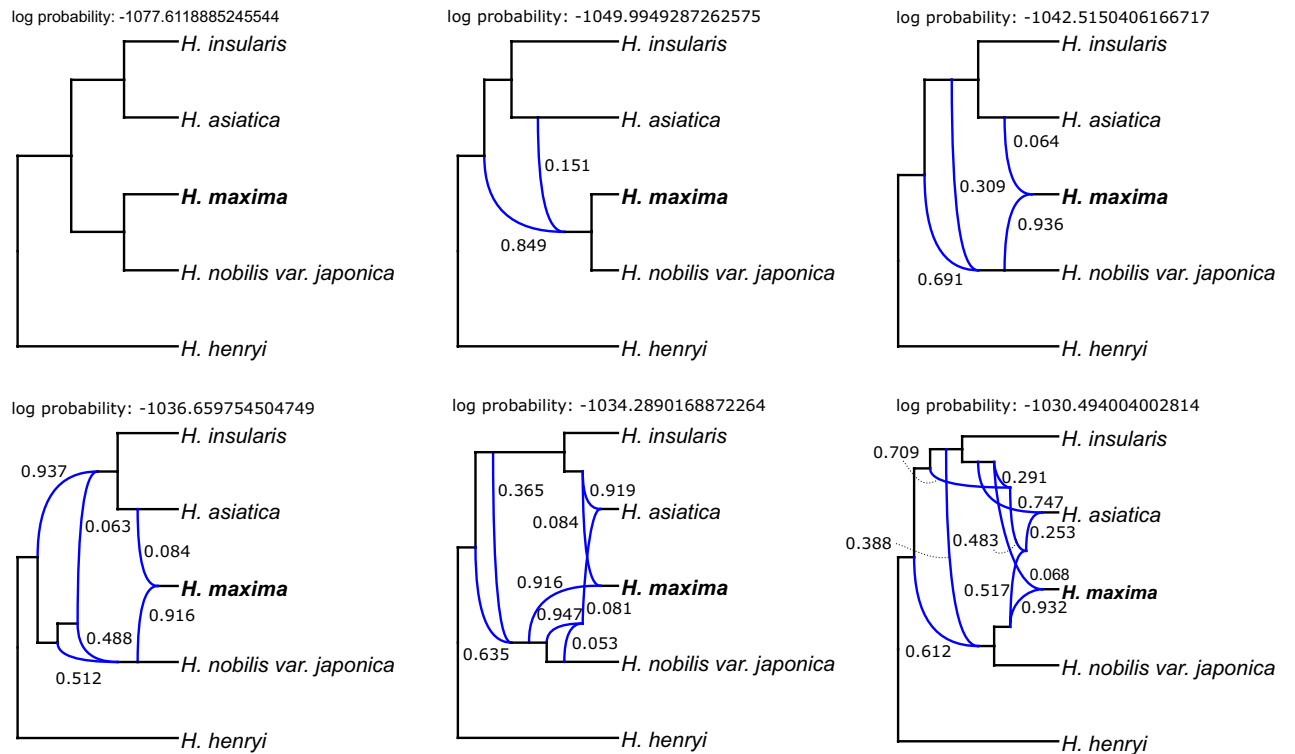 log probability: -1077.6118885245544
H. insularis
H. asiatica
H. maxima
H. nobilis var. japonica
H. henryi
log probability: -1049.9949287262575
H. insularis
H. asiatica
0.151
H. maxima
0.849
H. nobilis var. japonica
H. henryi
log probability: -1042.5150406166717
H. insularis
H. asiatica
0.064
0.309
H. maxima
0.936
H. nobilis var. japonica
0.691
H. henryi
log probability: -1036.659754504749
H. insularis
0.937
H. asiatica
0.063
0.084
H. maxima
0.916
0.488
H. nobilis var. japonica
0.512
H. henryi
log probability: -1034.2890168872264
H. insularis
0.365
0.919
H. asiatica
0.084
0.916
H. maxima
0.947
0.081
0.053
0.635
H. nobilis var. japonica
H. henryi
log probability: -1030.494004002814
H. insularis
0.709
0.291
0.747
H. asiatica
0.388
0.483
0.253
0.068
0.517
H. maxima
0.932
0.612
H. nobilis var. japonica
H. henryi